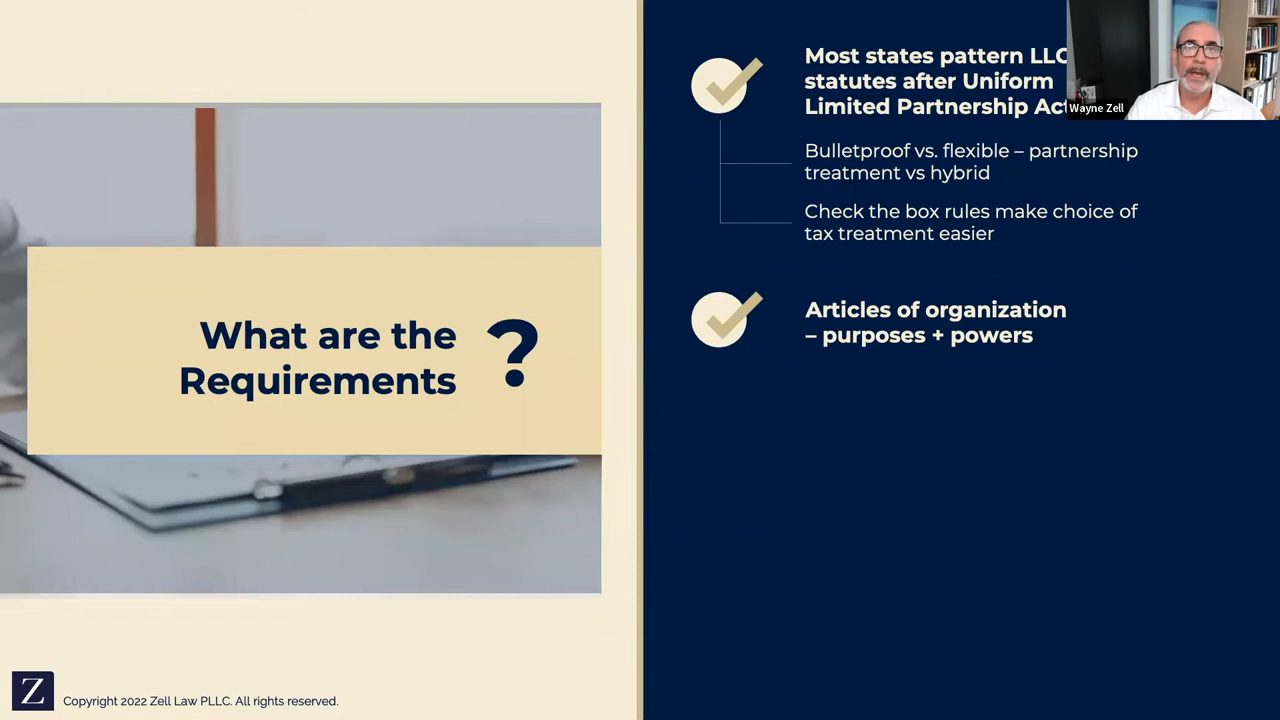 What are the
Requirements
?
Most states pattern LLC
statutes after Uniform
Limited Partnership Act
Bulletproof vs. flexible – partnership
treatment vs hybrid
Check the box rules make choice of
tax treatment easier
Articles of organization
– purposes + powers
Wayne Zell
Z
Copyright 2022 Zell Law PLLC. All rights reserved.